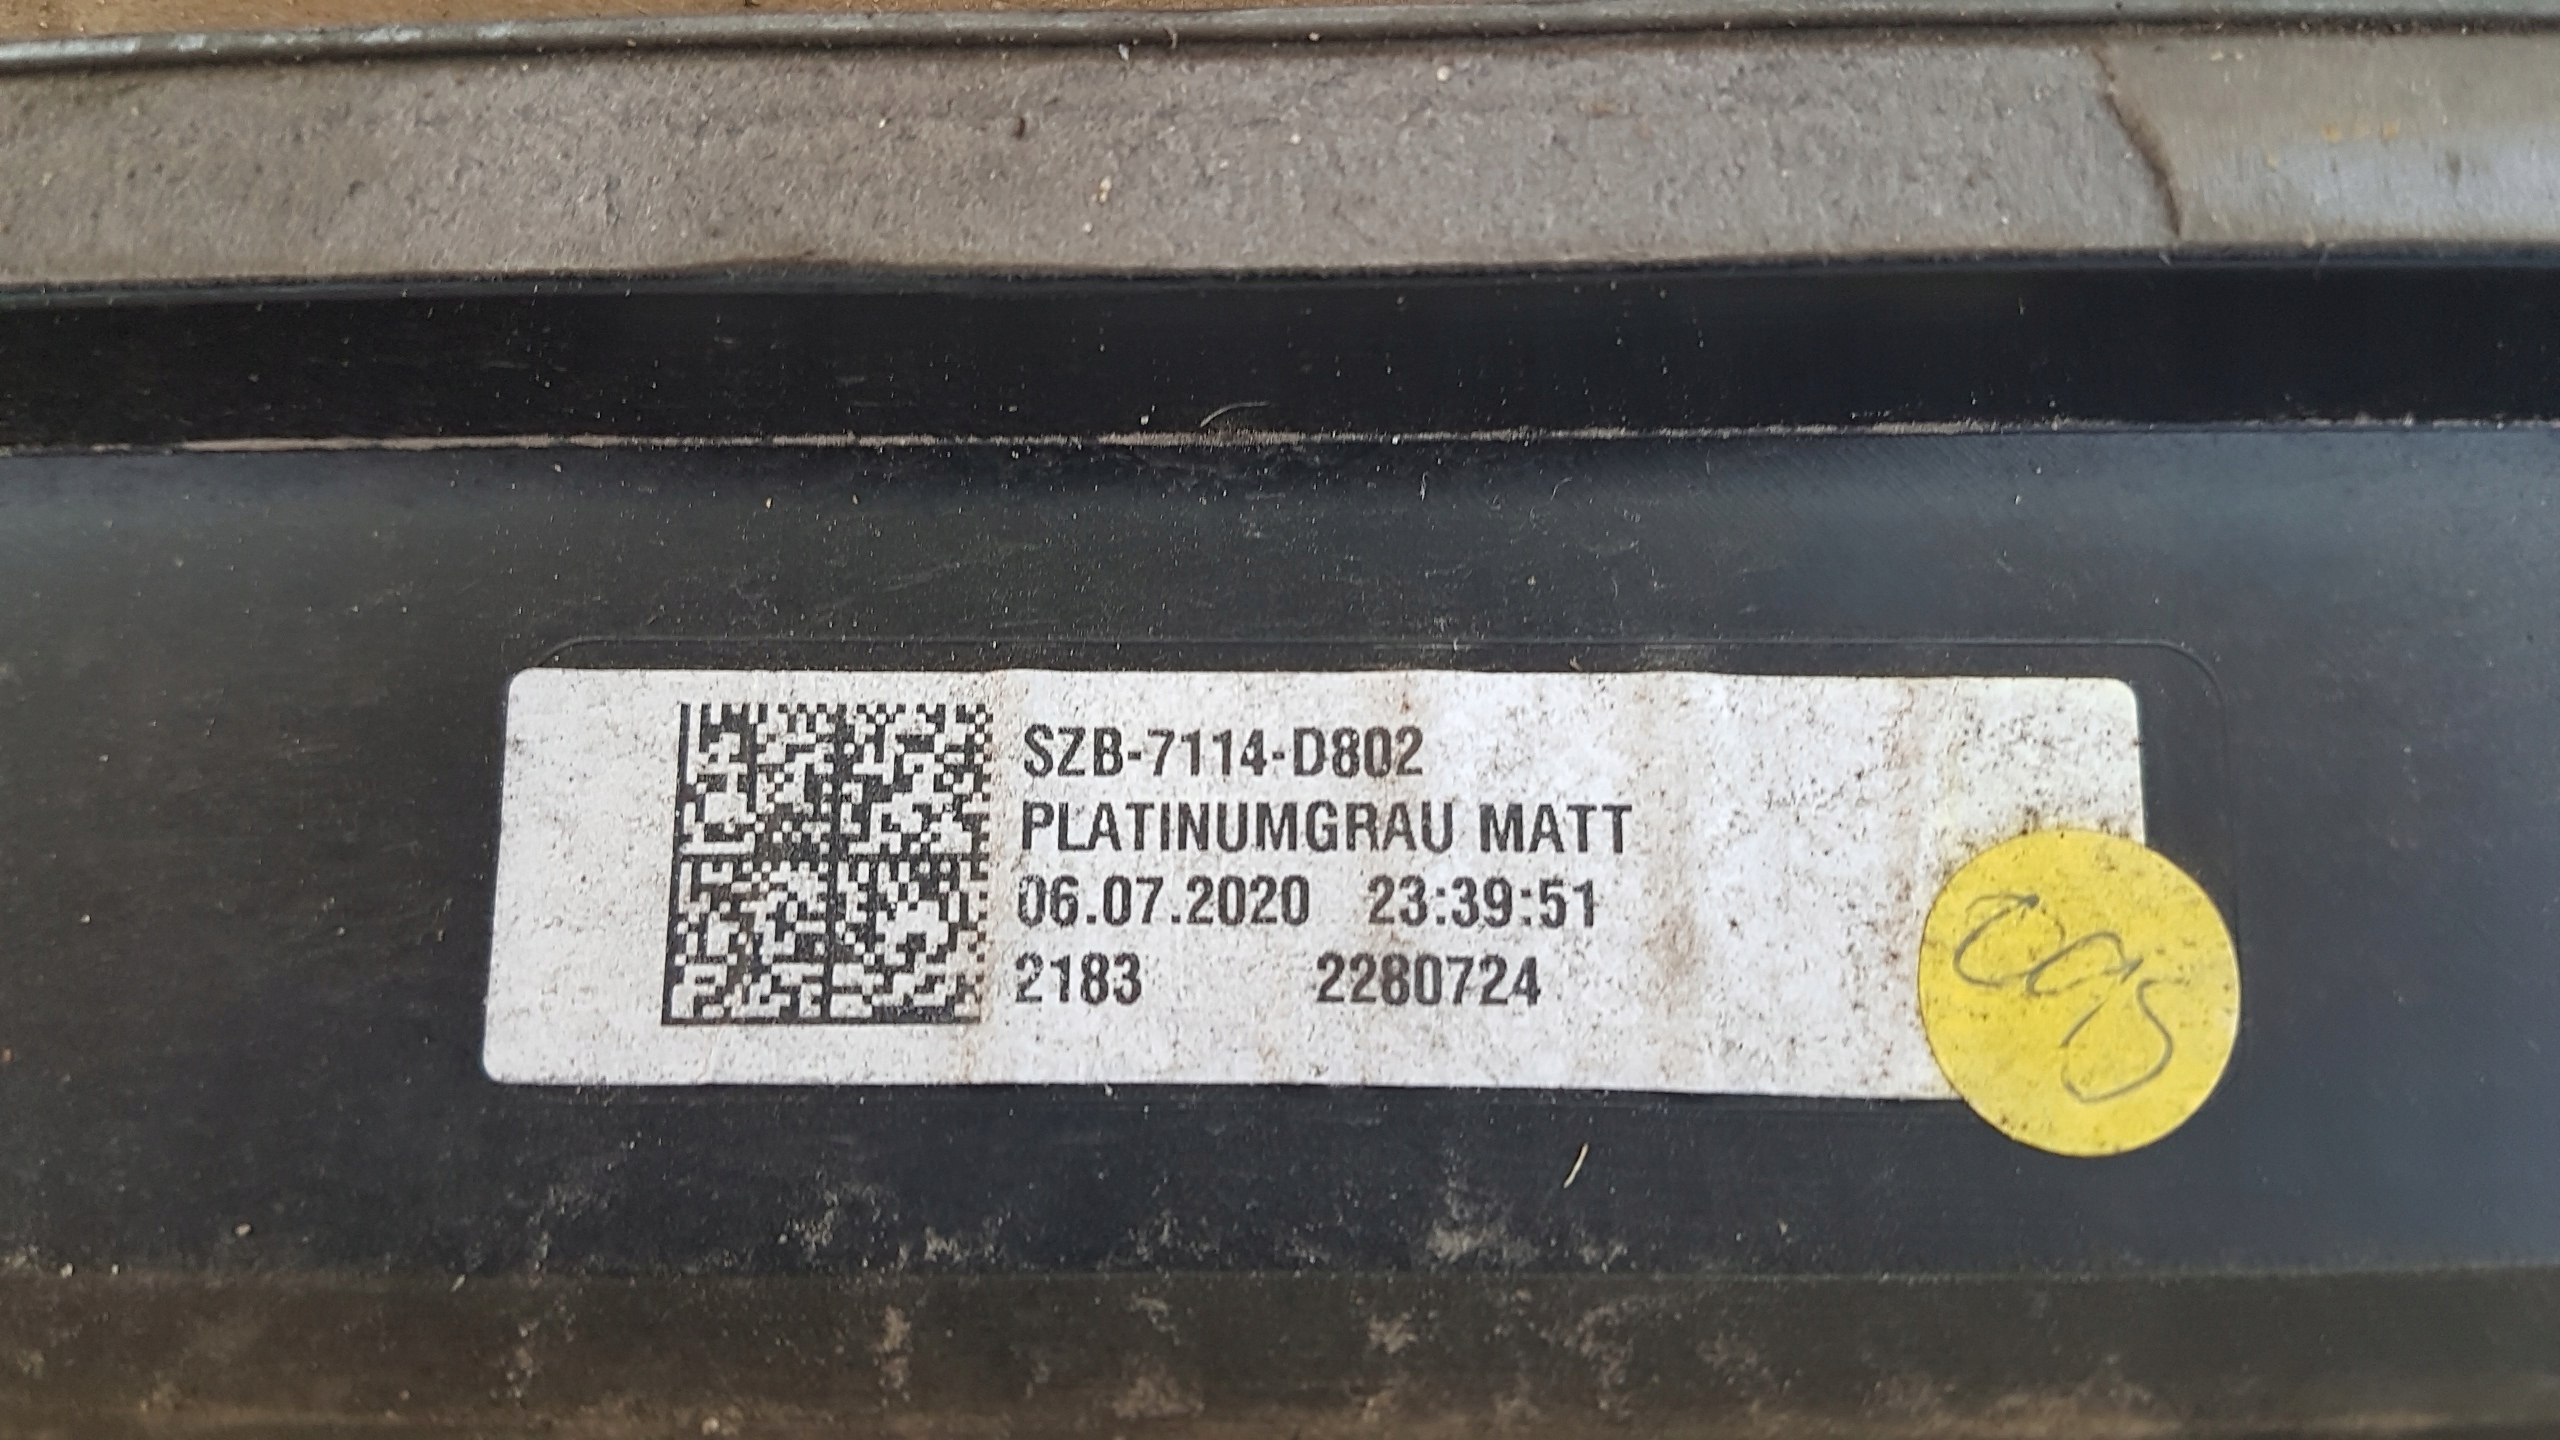 SZB-7114-D802
PLATINUMGRAU MATT
06.07.2020 23:39:51
2183 2280724